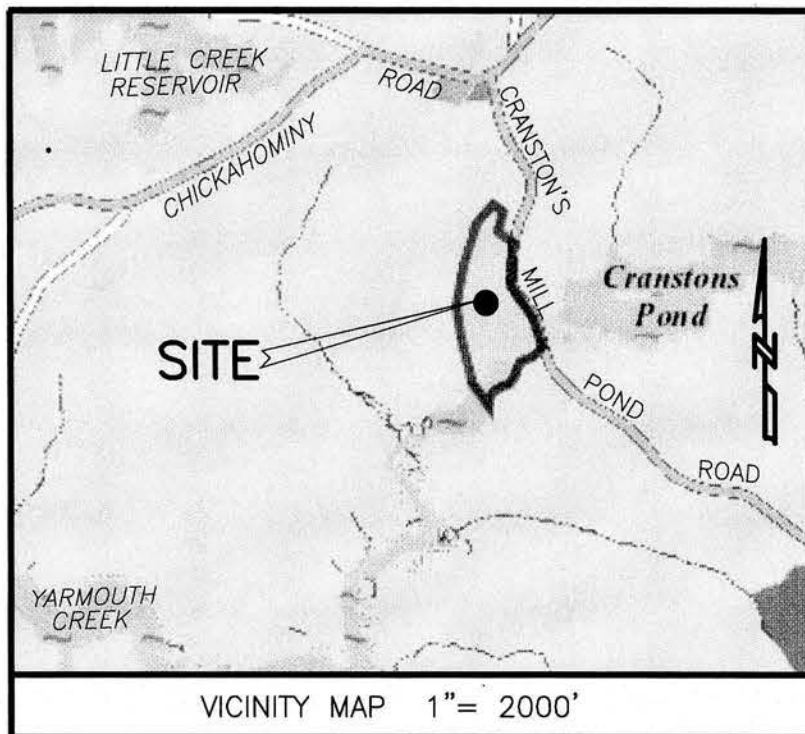 LITTLE CREEK
RESERVOIR
ROAD
CHICKAHOMINY
CRANSTON'S
MILL
Cranstons
Pond
SITE
N
POND
ROAD
YARMOUTH
CREEK
VICINITY MAP 1"= 2000'